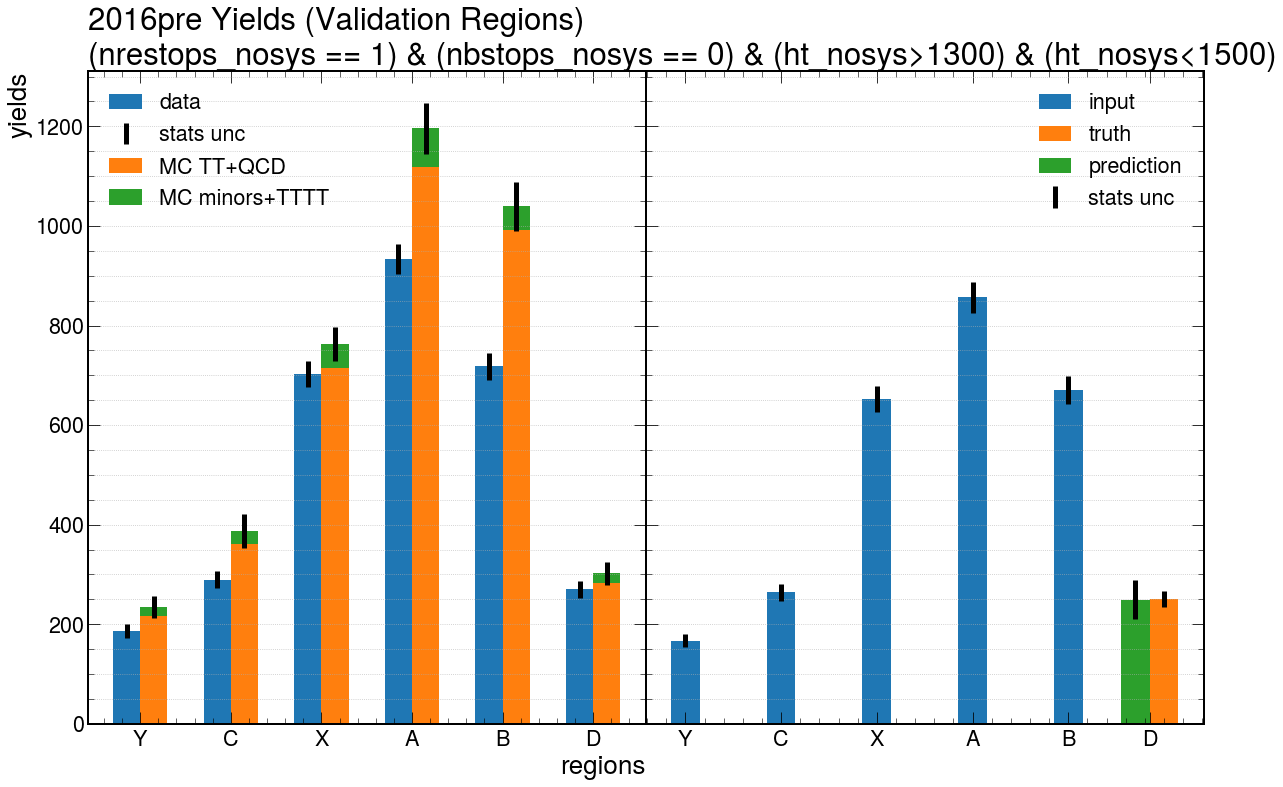 2016pre Yields (Validation Regions)
(nrestops_nosys == 1) & (nbstops_nosys == 0) & (ht_nosys>1300) & (ht_nosys<1500)
yields
1200
1000
800
600
400
200
0
data
stats unc
MC TT+QCD
MC minors+TTTT
input
truth
prediction
stats unc
Y C X A B D
Y C X A B D
regions